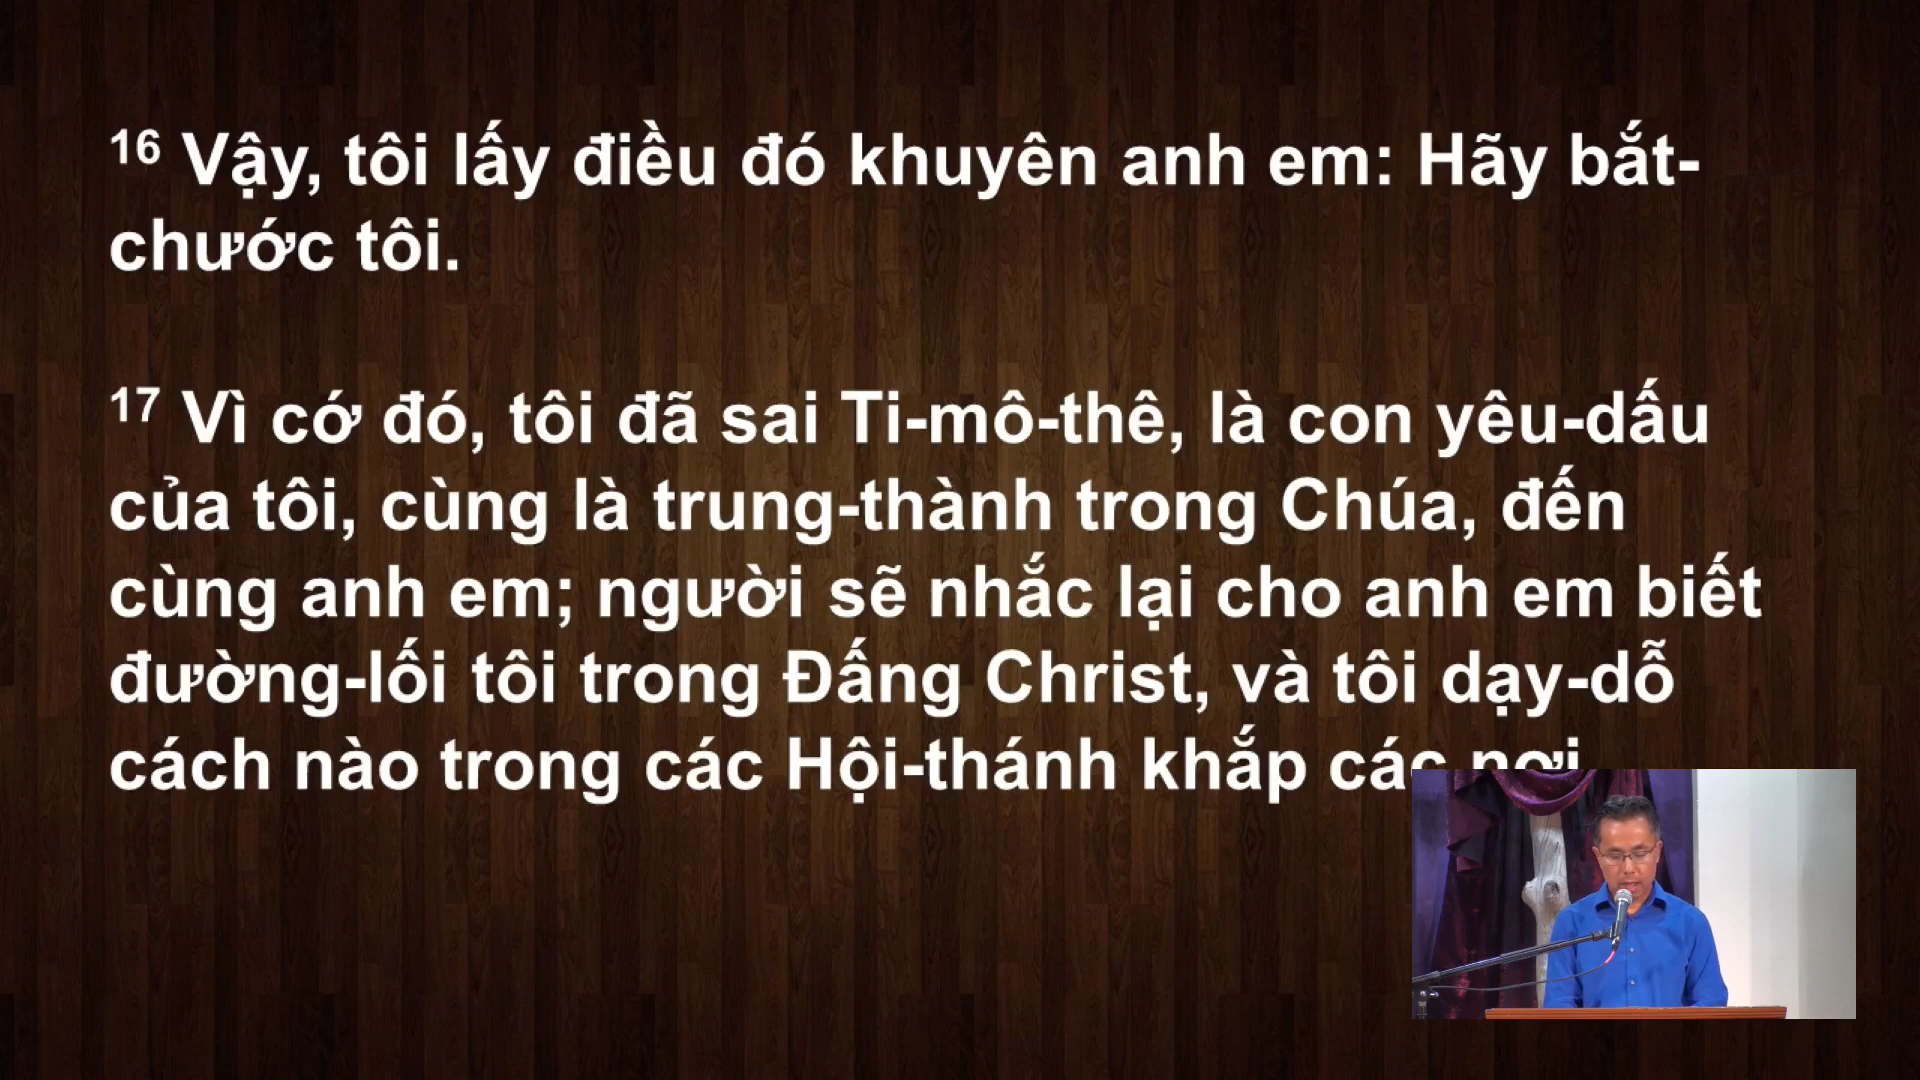 16 Vậy, tôi lấy điều đó khuyên anh em: Hãy bắt-
chước tôi.
17 Vì cớ đó, tôi đã sai Ti-mô-thê, là con yêu-dấu
của tôi, cùng là trung-thành trong Chúa, đến
cùng anh em; người sẽ nhắc lại cho anh em biết
đường-lối tôi trong Đấng Christ, và tôi dạy-dỗ
cách nào trong các Hội-thánh khắp các nơi